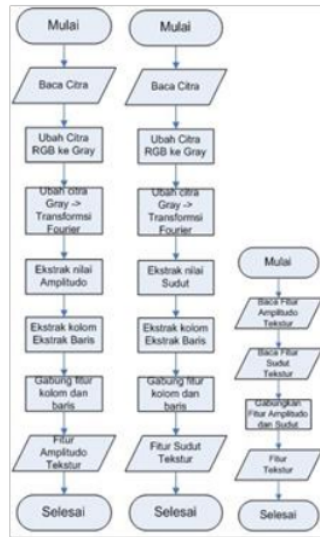 Mulai
Baca Citra
Ubah Citra
RGB ke Gray
Ubah citra
Gray ->
Transformsi
Fourier
Ekstrak nilai
Amplitudo
Ekstrak kolom
Ekstrak Baris
Gabung fitur
kolom dan
baris
Fitur
Amplitudo
Tekstur
Selesai
Mulai
Baca Citra
Ubah Citra
RGB ke Gray
Ubah citra
Gray ->
Transformsi
Fourier
Ekstrak nilai
Sudut
Ekstrak kolom
Ekstrak Baris
Gabung fitur
kolom dan
baris
Fitur Sudut
Tekstur
Selesai
Mulai
Baca Fitur
Amplitudo
Tekstur
Baca Fitur
Sudut
Tekstur
Gabungkan
Fitur Amplitudo
dan Sudut
Fitur
Tekstur
Selesai